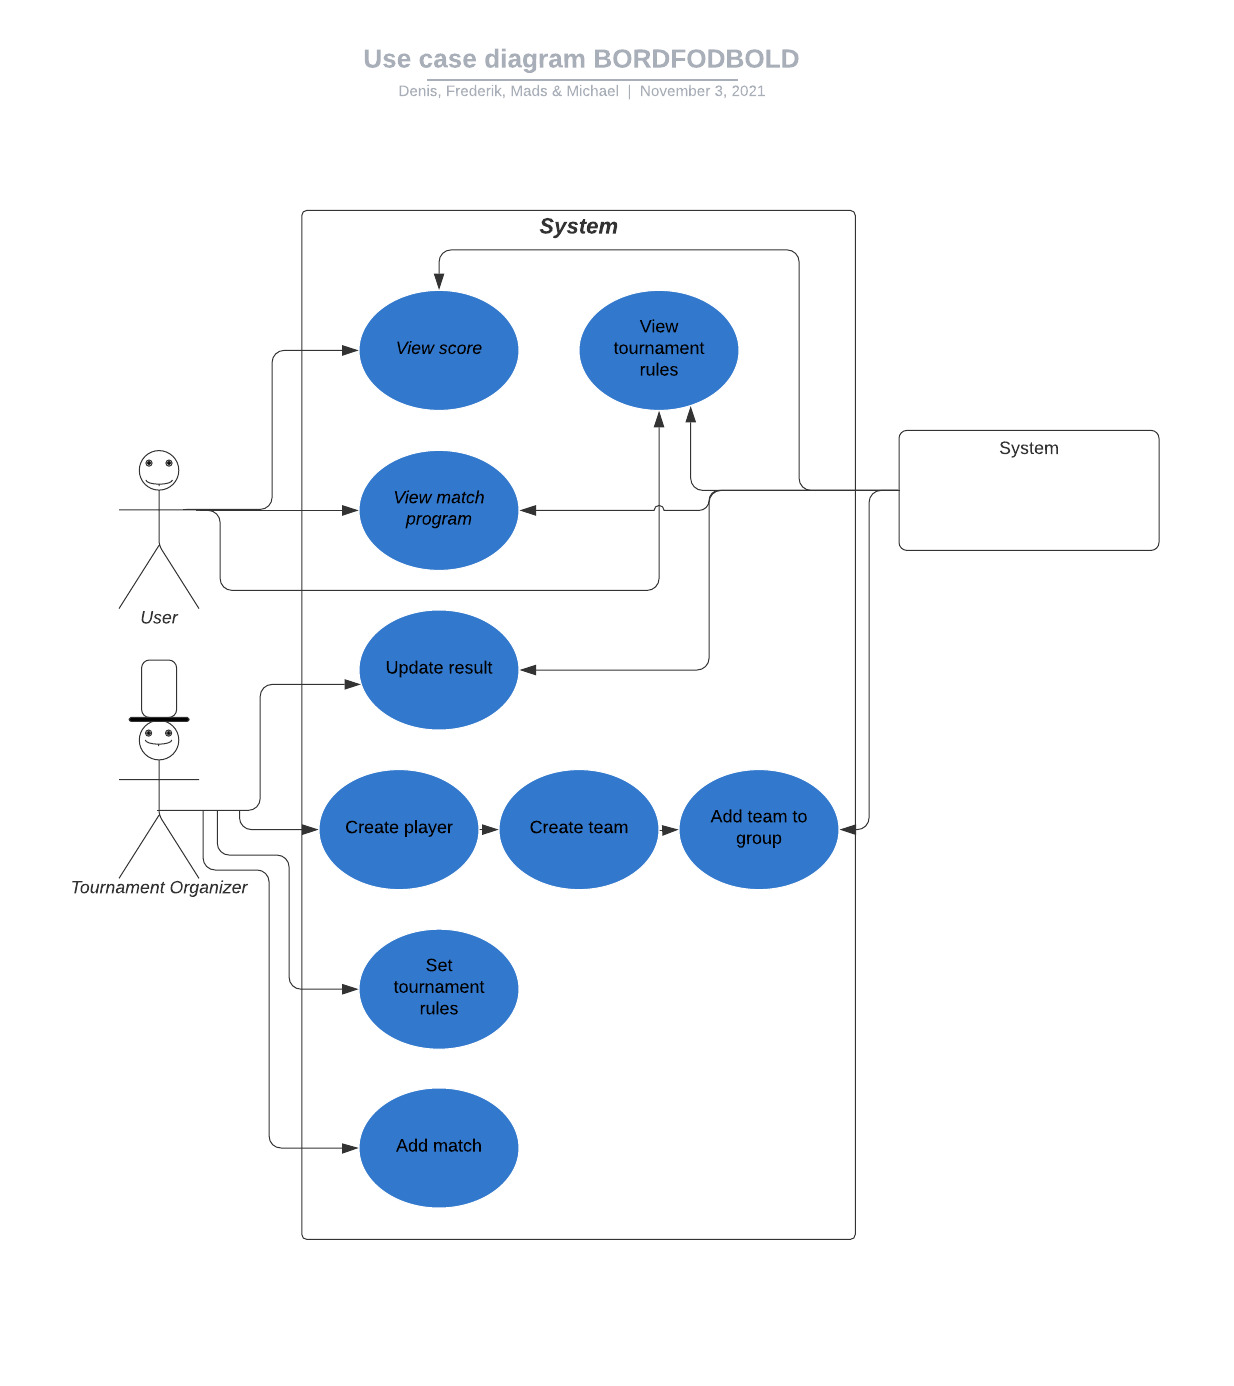 Use case diagram BORDFODBOLD
Denis, Frederik, Mads & Michael | November 3, 2021
System
View score
View
tournament
rules
System
View match
program
User
Update result
Create player
Create team
Add team to
group
Tournament Organizer
Set
tournament
rules
Add match